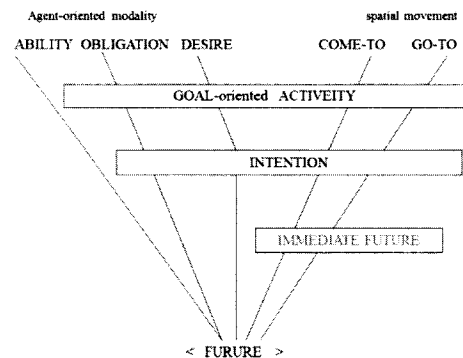 Agent-oriented modality spatial movement
ABILITY OBLIGATION DESIRE COME-TO GO-TO
GOAL-oriented ACTIVEITY
INTENTION
IMMEDIATE FUTURE
< FURURE >